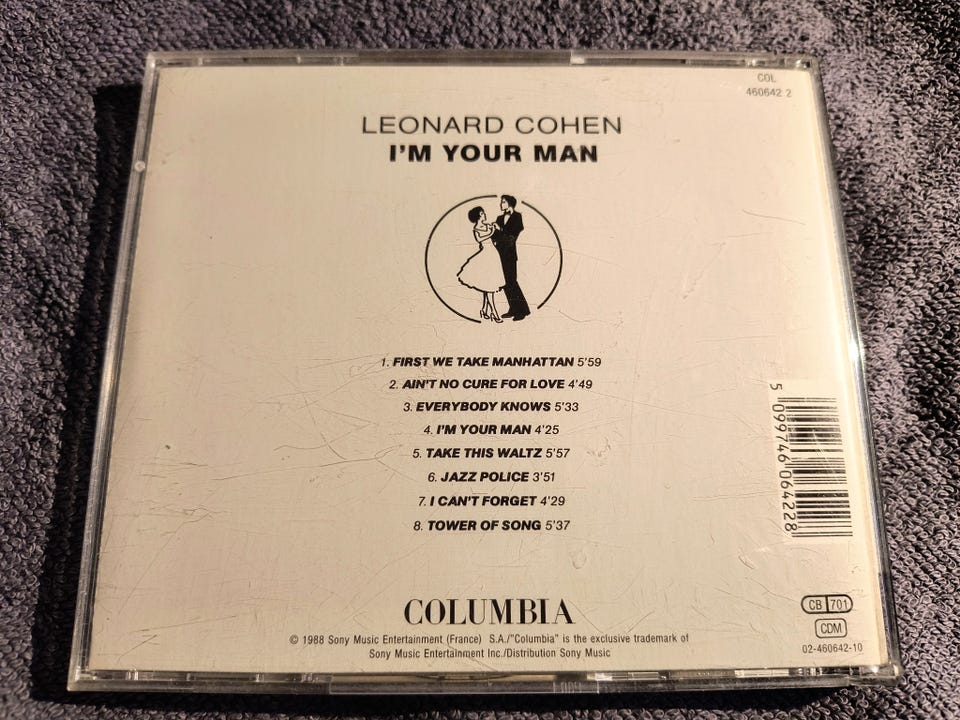 COL
460642 2
LEONARD COHEN
I'M YOUR MAN
1. FIRST WE TAKE MANHATTAN 5'59
2. AIN'T NO CURE FOR LOVE 4'49
3. EVERYBODY KNOWS 5'33
4. I'M YOUR MAN 4'25
5. TAKE THIS WALTZ 5'57
6. JAZZ POLICE 3'51
7. I CAN'T FORGET 4'29
8. TOWER OF SONG 5'37
5 099746 064228
COLUMBIA
© 1988 Sony Music Entertainment (France) S.A./"Columbia" is the exclusive trademark of
Sony Music Entertainment Inc./Distribution Sony Music
CB 701
CDM
02-460642-10